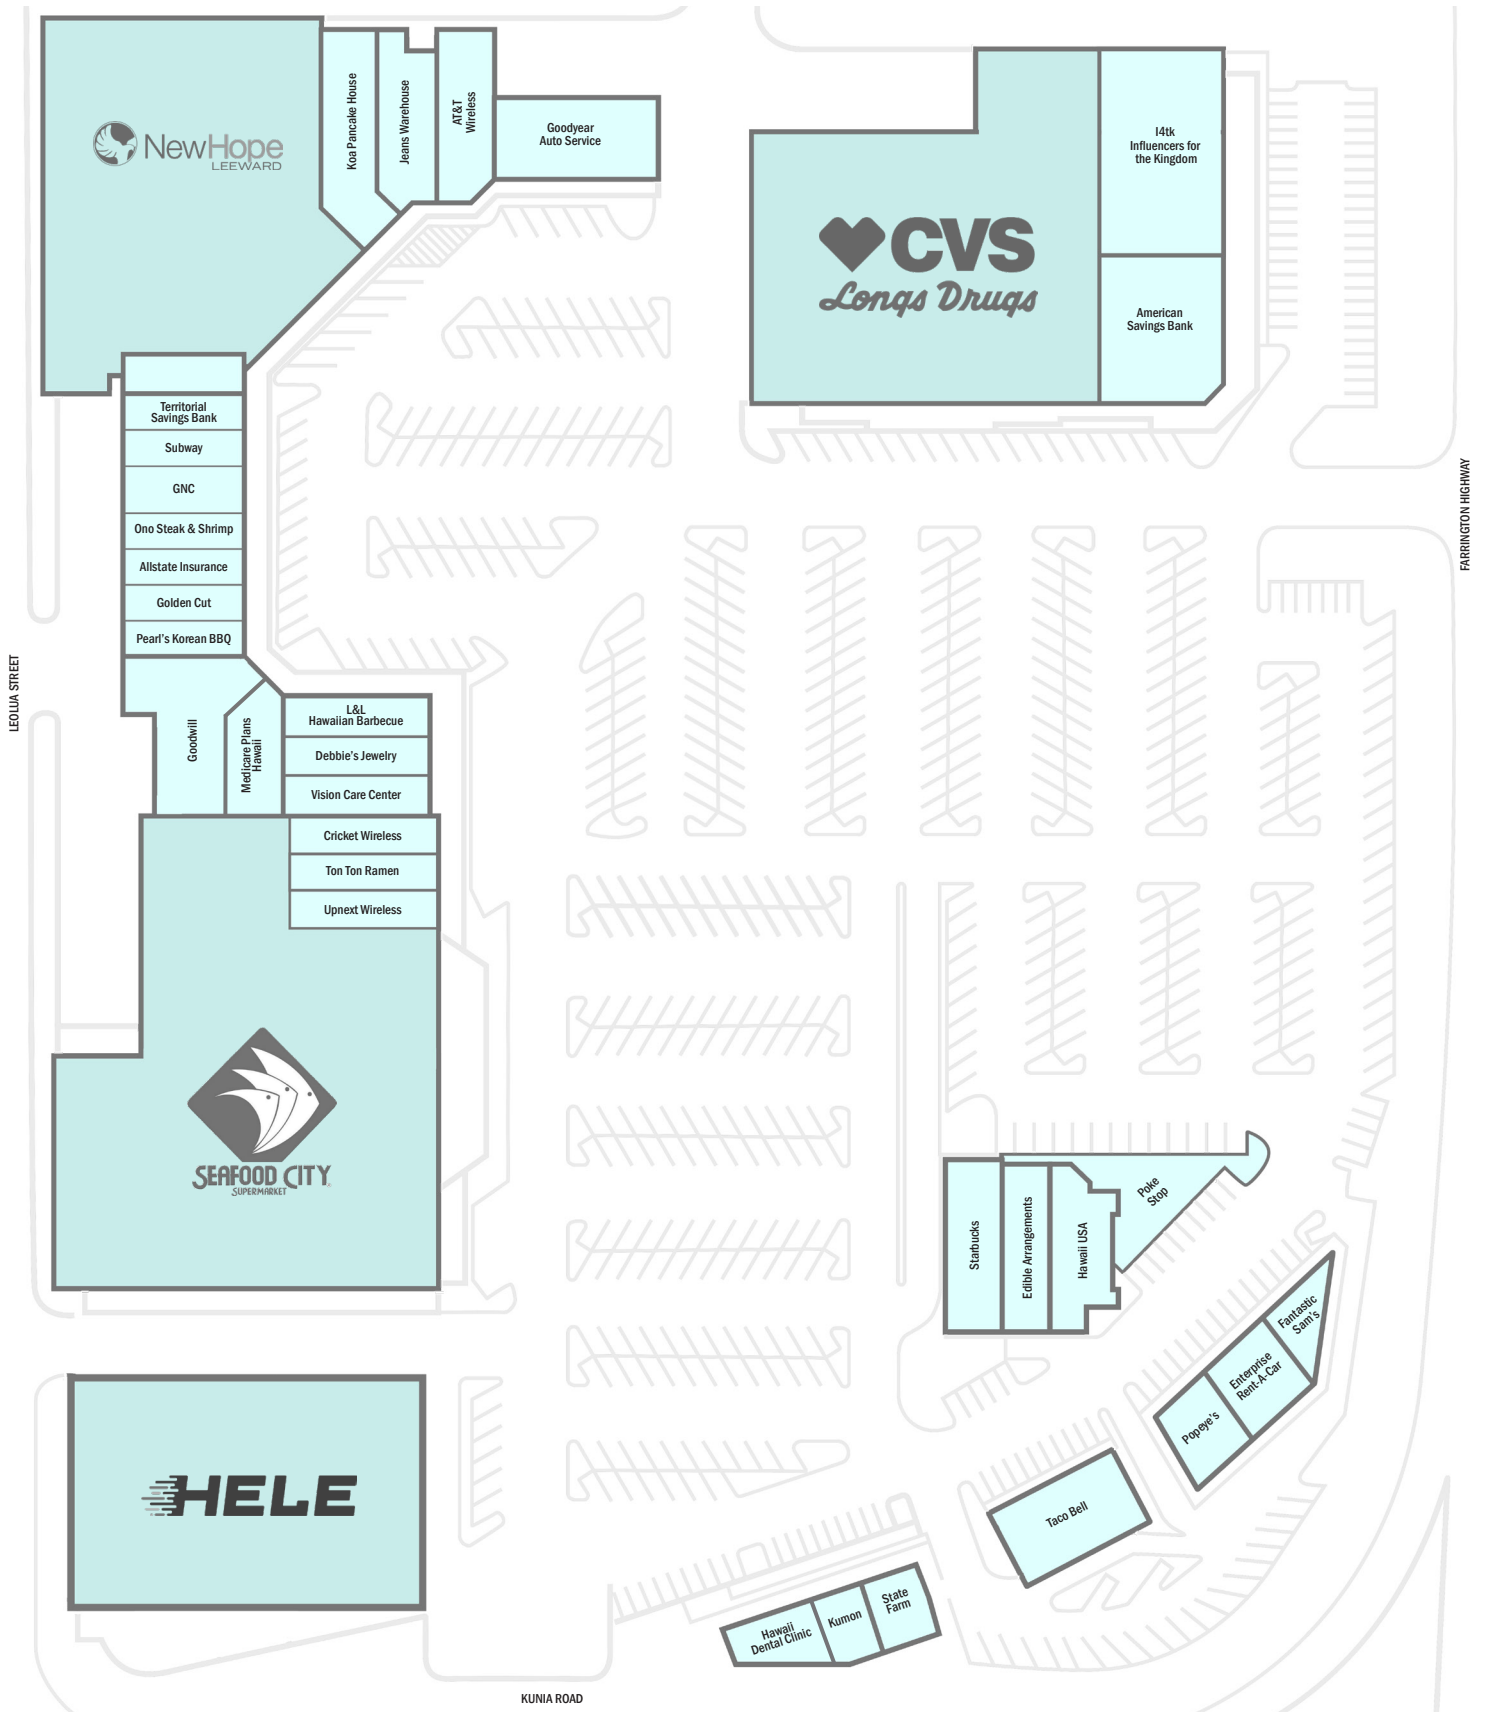 NewHope
LEEWARD
Koa Pancake House
Jeans Warehouse
AT&T
Wireless
Goodyear
Auto Service
I4tk
Influencers for
the Kingdom
CVS
Longs Drugs
American
Savings Bank
Territorial
Savings Bank
Subway
GNC
Ono Steak & Shrimp
Allstate Insurance
Golden Cut
Pearl's Korean BBQ
FARRINGTON HIGHWAY
LEOLUA STREET
Goodwill
Medicare Plans
Hawaii
L&L
Hawaiian Barbecue
Debbie's Jewelry
Vision Care Center
Cricket Wireless
Ton Ton Ramen
Upnext Wireless
SEAFOOD CITY
SUPERMARKET
Starbucks
Edible Arrangements
Hawaii USA
Poke
Stop
Fantastic
Sam's
Enterprise
Rent-A-Car
Popeye's
Taco Bell
HELE
Hawaii
Dental Clinic
Kumon
State
Farm
KUNIA ROAD